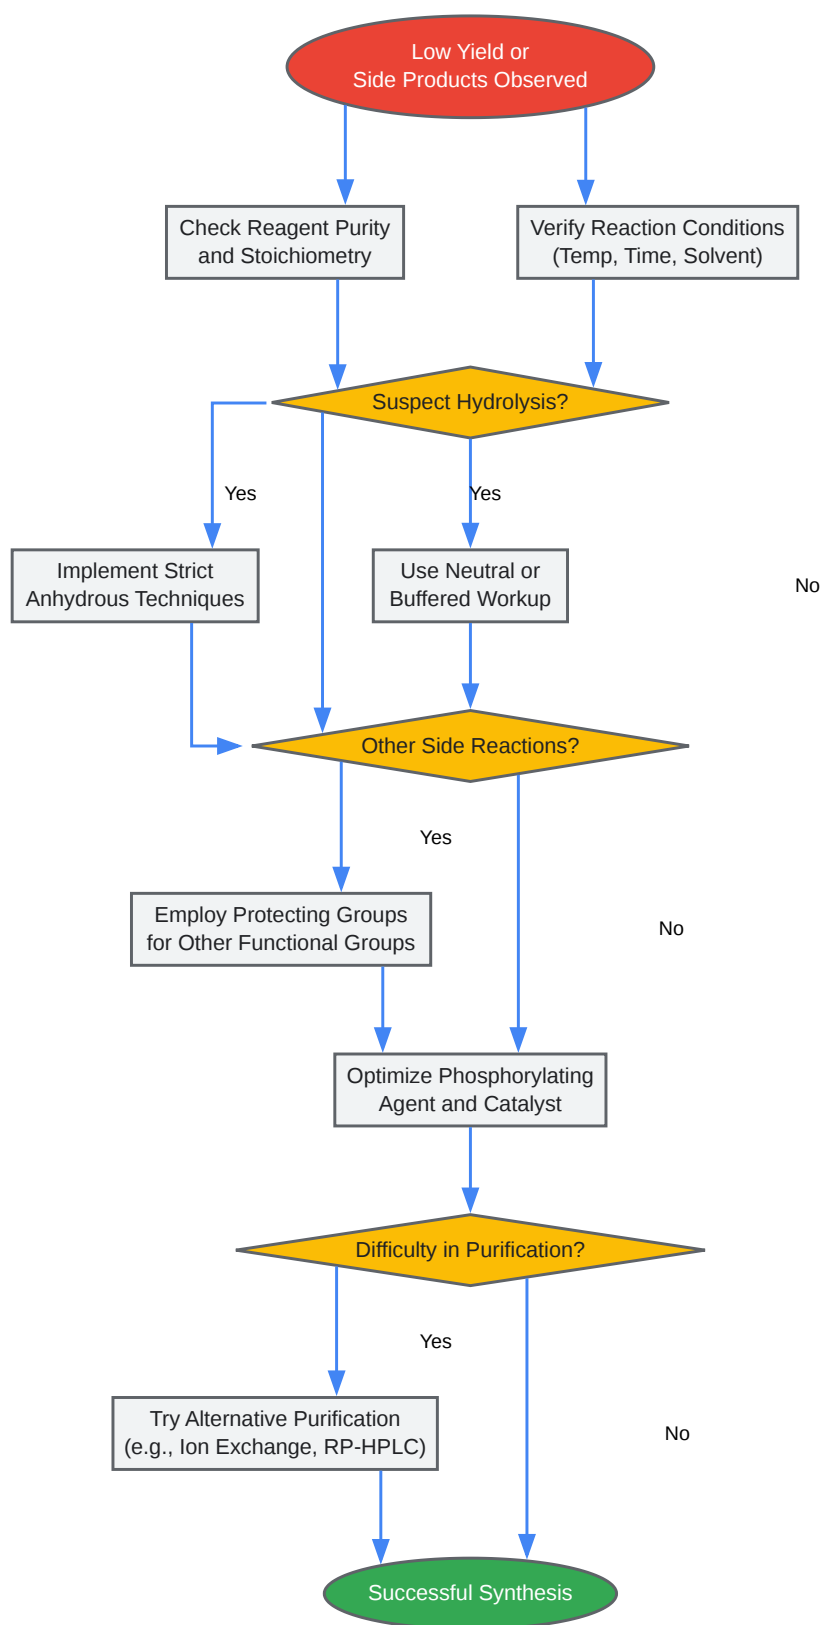 Low Yield or
Side Products Observed
Check Reagent Purity
and Stoichiometry
Verify Reaction Conditions
(Temp, Time, Solvent)
Suspect Hydrolysis?
Yes
Yes
Implement Strict
Anhydrous Techniques
Use Neutral or
Buffered Workup
No
Other Side Reactions?
Yes
Employ Protecting Groups
for Other Functional Groups
No
Optimize Phosphorylating
Agent and Catalyst
Difficulty in Purification?
Yes
Try Alternative Purification
(e.g., Ion Exchange, RP-HPLC)
No
Successful Synthesis